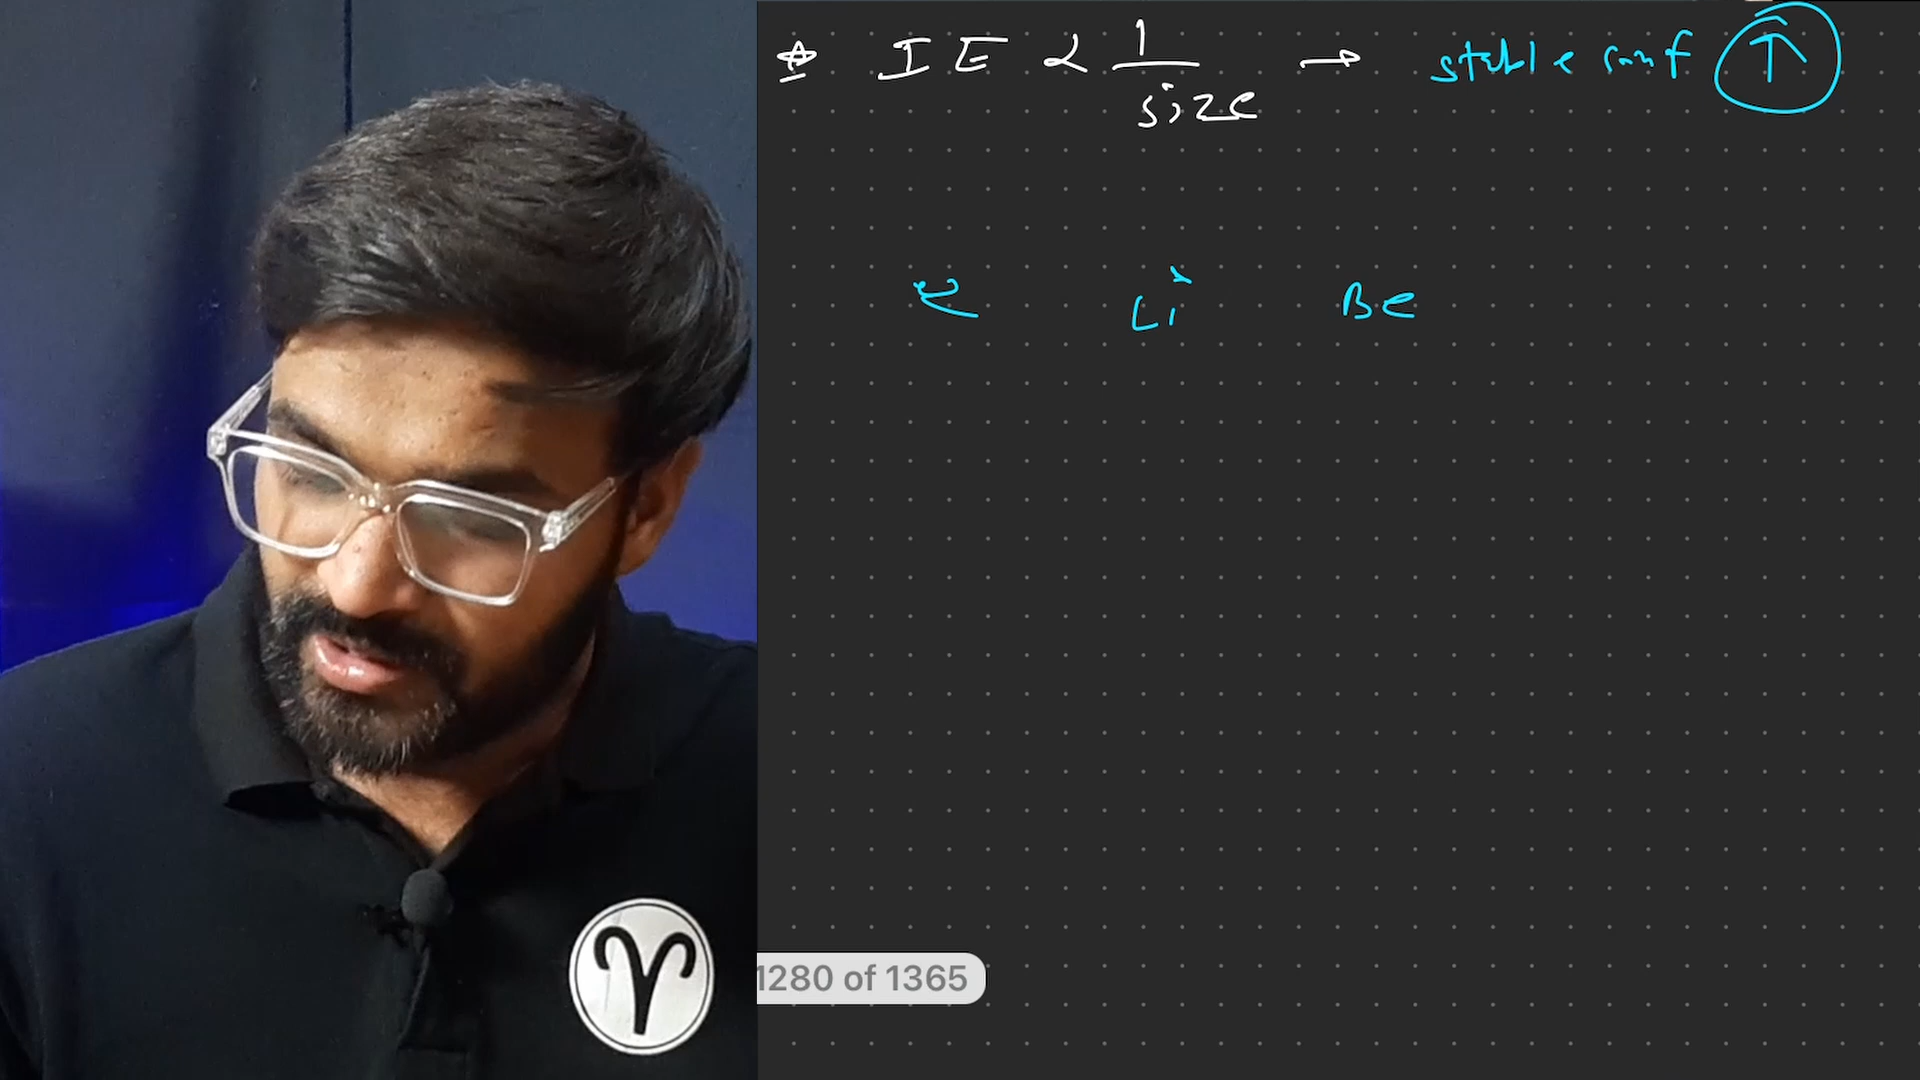 * IE α 1/size → stable conf ↑
Li Be
1280 of 1365